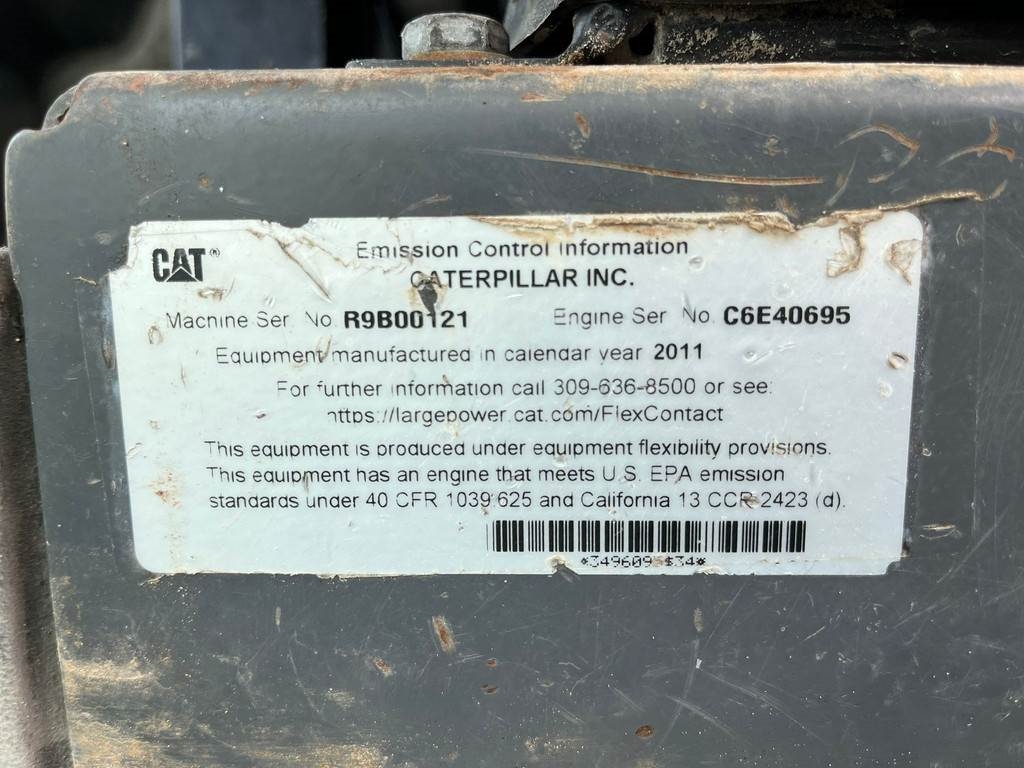 CAT®
Emission Control Information
CATERPILLAR INC.
Machine Ser. No. R9B00121 Engine Ser. No. C6E40695
Equipment manufactured in calendar year 2011
For further information call 309-636-8500 or see:
https://largepower.cat.com/FlexContact
This equipment is produced under equipment flexibility provisions.
This equipment has an engine that meets U.S. EPA emission
standards under 40 CFR 1039.625 and California 13 CCR 2423 (d).